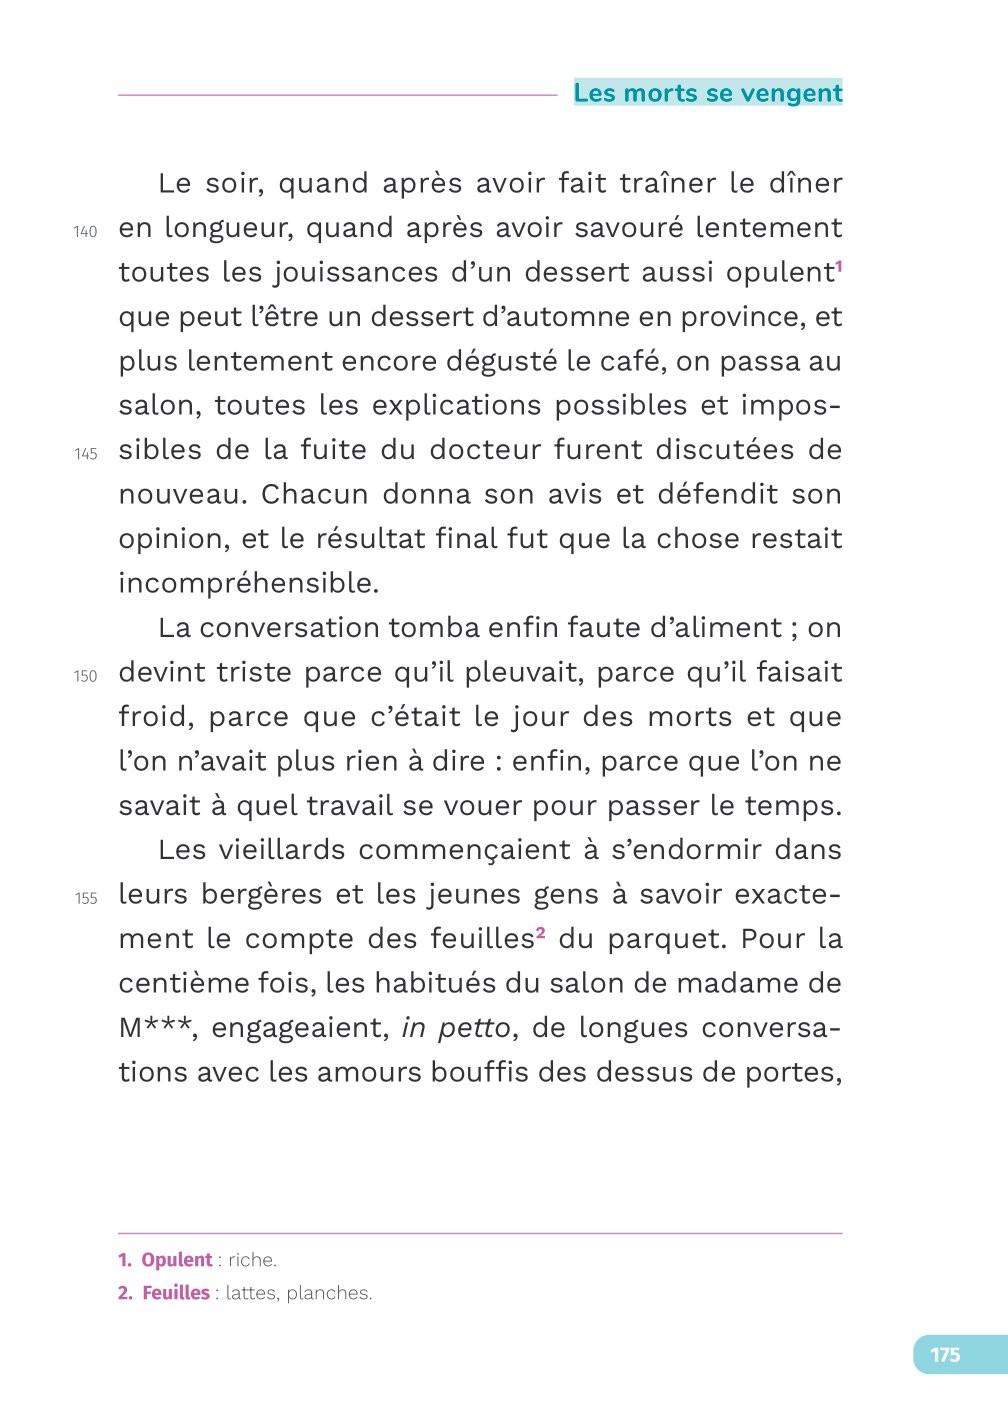 Les morts se vengent
Le soir, quand après avoir fait traîner le dîner
140 en longueur, quand après avoir savouré lentement
toutes les jouissances d’un dessert aussi opulent¹
que peut l’être un dessert d’automne en province, et
plus lentement encore dégusté le café, on passa au
salon, toutes les explications possibles et impos-
145 sibles de la fuite du docteur furent discutées de
nouveau. Chacun donna son avis et défendit son
opinion, et le résultat final fut que la chose restait
incompréhensible.
La conversation tomba enfin faute d’aliment ; on
150 devint triste parce qu’il pleuvait, parce qu’il faisait
froid, parce que c’était le jour des morts et que
l’on n’avait plus rien à dire : enfin, parce que l’on ne
savait à quel travail se vouer pour passer le temps.
Les vieillards commençaient à s’endormir dans
155 leurs bergères et les jeunes gens à savoir exacte-
ment le compte des feuilles² du parquet. Pour la
centième fois, les habitués du salon de madame de
M***, engageaient, in petto, de longues conversa-
tions avec les amours bouffis des dessus de portes,
1. Opulent : riche.
2. Feuilles : lattes, planches.
175